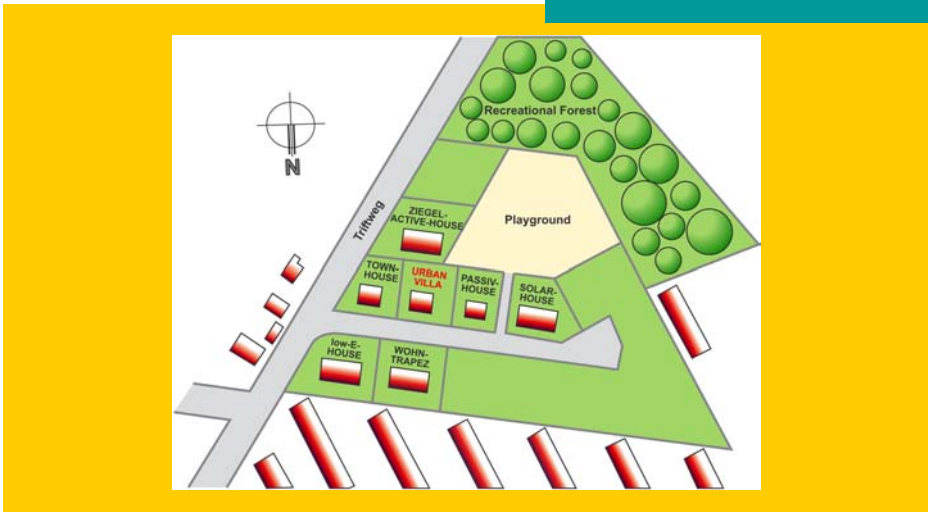 Recreational Forest
N
Triftweg
ZIEGEL-
ACTIVE-HOUSE
Playground
TOWN-
HOUSE
URBAN
VILLA
PASSIV-
HOUSE
SOLAR-
HOUSE
low-E-
HOUSE
WOHN-
TRAPEZ